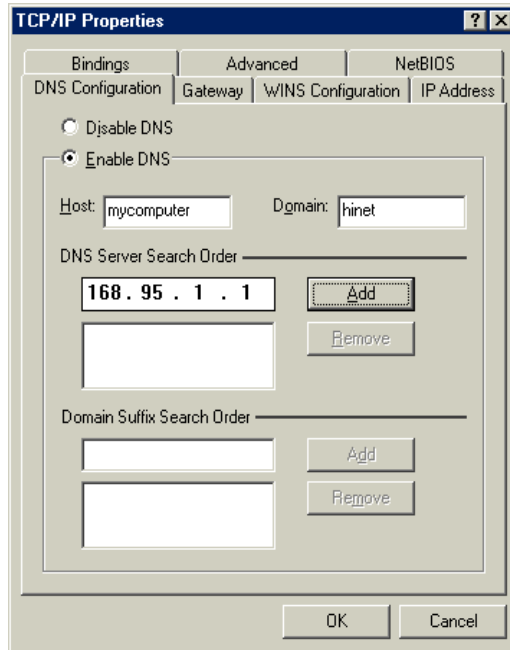 TCP/IP Properties ? X
Bindings Advanced NetBIOS
DNS Configuration Gateway WINS Configuration IP Address
Disable DNS
Enable DNS
Host: mycomputer Domain: hinet
DNS Server Search Order
168 . 95 . 1 . 1 Add
Remove
Domain Suffix Search Order
Add
Remove
OK Cancel